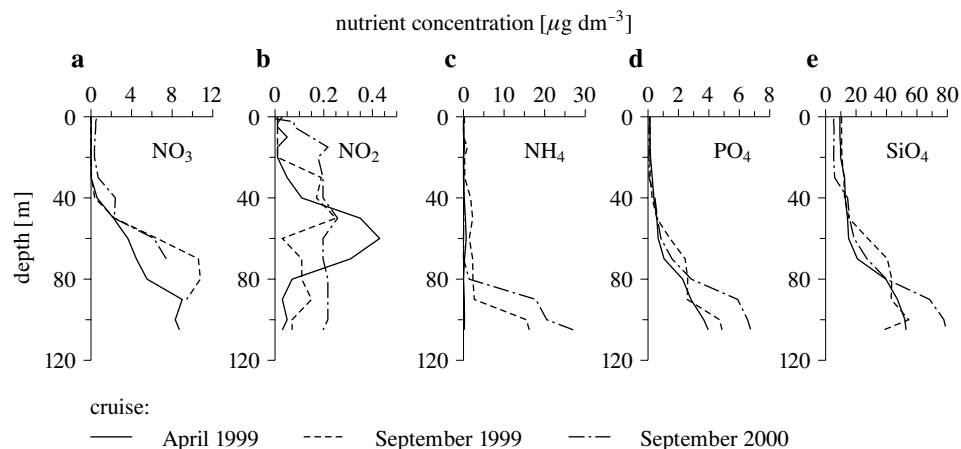 nutrient concentration [µg dm⁻³]
a b c d e
0 4 8 12 0 0.2 0.4 0 10 20 30 0 2 4 6 8 0 20 40 60 80
0 0 0 0 0
NO₃ NO₂ NH₄ PO₄ SiO₄
40 40 40 40 40
depth [m]
80 80 80 80 80
120 120 120 120 120
cruise:
April 1999 September 1999 September 2000